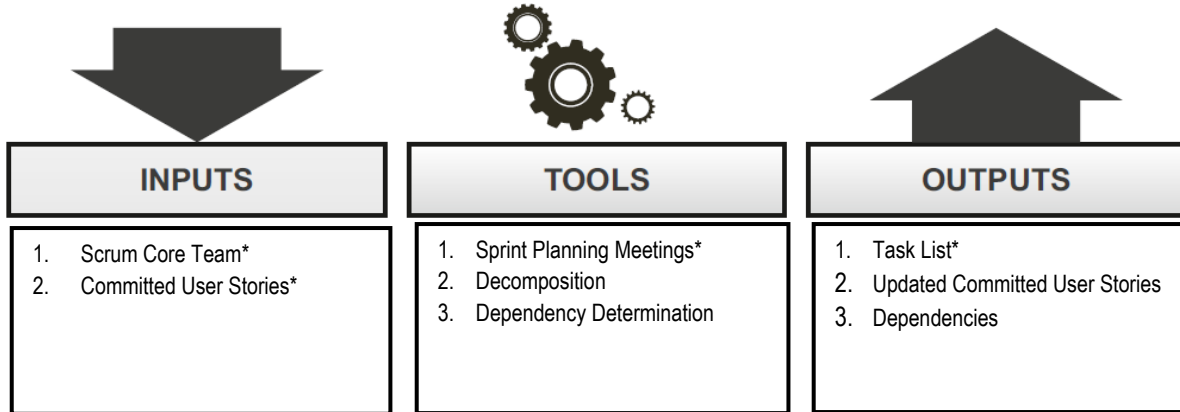 INPUTS
1. Scrum Core Team*
2. Committed User Stories*
TOOLS
1. Sprint Planning Meetings*
2. Decomposition
3. Dependency Determination
OUTPUTS
1. Task List*
2. Updated Committed User Stories
3. Dependencies